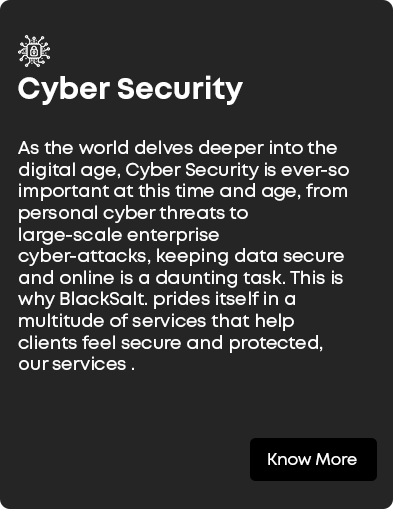 Cyber Security
As the world delves deeper into the
digital age, Cyber Security is ever-so
important at this time and age, from
personal cyber threats to
large-scale enterprise
cyber-attacks, keeping data secure
and online is a daunting task. This is
why BlackSalt. prides itself in a
multitude of services that help
clients feel secure and protected,
our services .
Know More